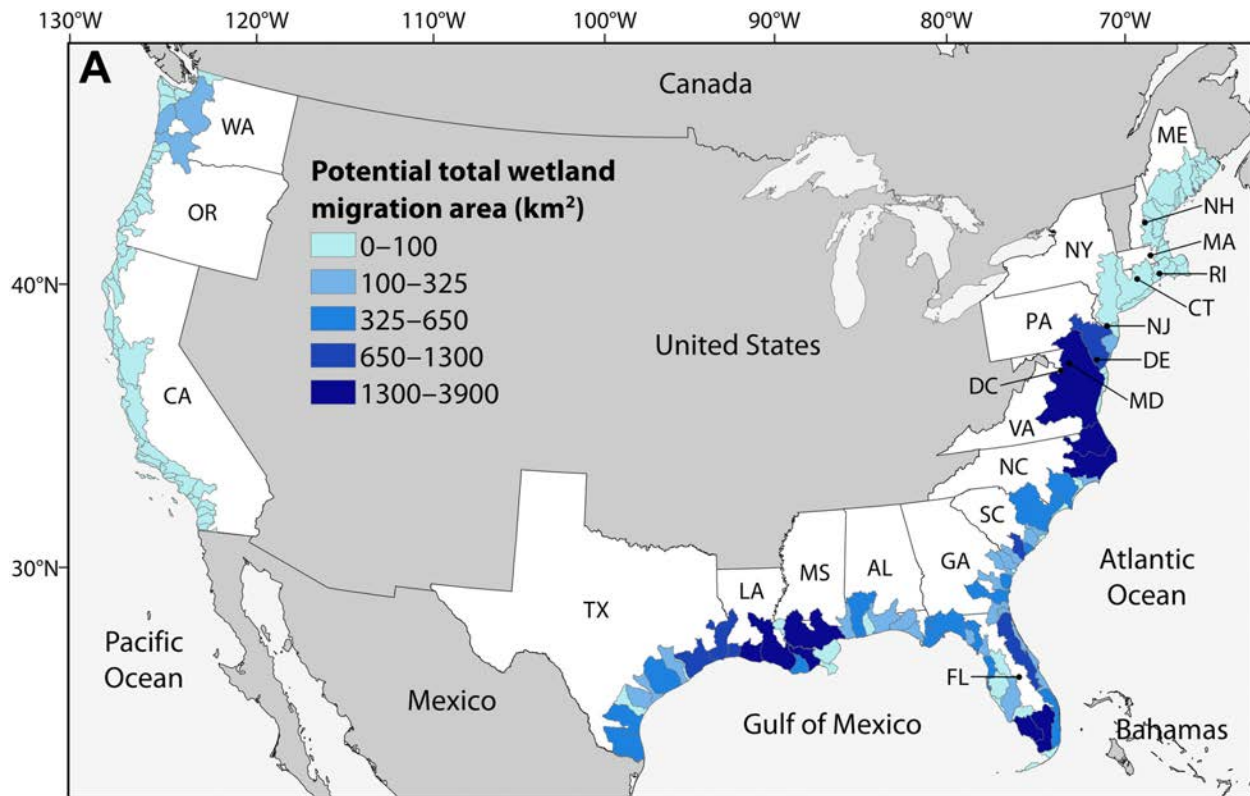 130°W 120°W 110°W 100°W 90°W 80°W 70°W
A
Canada
WA
ME
Potential total wetland
migration area (km²)
OR
NH
0–100
MA
NY
100–325
RI
40°N
CT
325–650
PA
NJ
United States
650–1300
DE
DC
1300–3900
MD
CA
VA
NC
SC
30°N
MS
AL
GA
Atlantic
Ocean
LA
TX
Pacific
Ocean
FL
Mexico
Gulf of Mexico
Bahamas